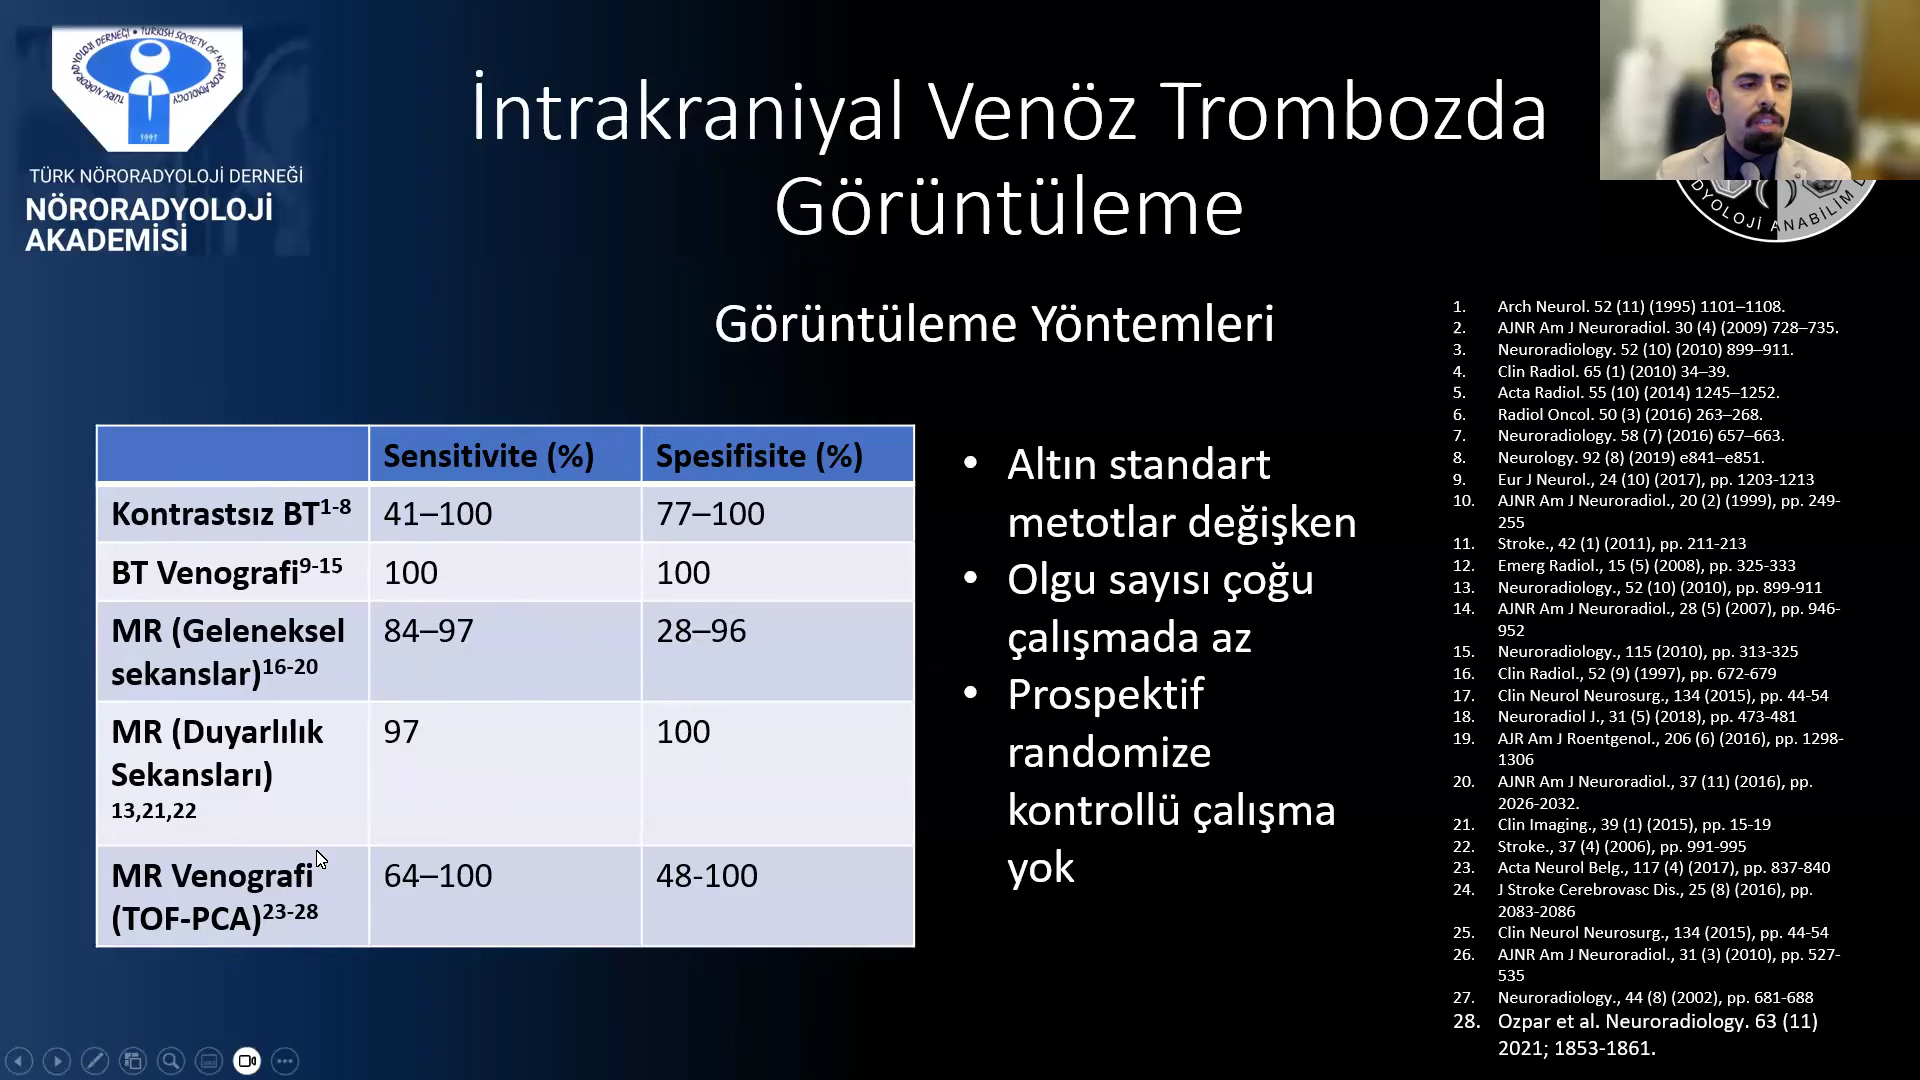 TÜRK NÖRORADYOLOJİ DERNEĞİ • TURKISH SOCIETY OF NEURORADIOLOGY
1991
TÜRK NÖRORADYOLOJİ DERNEĞİ
NÖRORADYOLOJİ
AKADEMİSİ
İntrakraniyal Venöz Trombozda
Görüntüleme
DYOLOJİ ANABİLİM D
Görüntüleme Yöntemleri
Sensitivite (%) Spesifisite (%)
Kontrastsız BT1-8 41–100 77–100
BT Venografi9-15 100 100
MR (Geleneksel 84–97 28–96
sekanslar)16-20
MR (Duyarlılık 97 100
Sekansları)
13,21,22
MR Venografi 64–100 48-100
(TOF-PCA)23-28
• Altın standart
metotlar değişken
• Olgu sayısı çoğu
çalışmada az
• Prospektif
randomize
kontrollü çalışma
yok
1. Arch Neurol. 52 (11) (1995) 1101–1108.
2. AJNR Am J Neuroradiol. 30 (4) (2009) 728–735.
3. Neuroradiology. 52 (10) (2010) 899–911.
4. Clin Radiol. 65 (1) (2010) 34–39.
5. Acta Radiol. 55 (10) (2014) 1245–1252.
6. Radiol Oncol. 50 (3) (2016) 263–268.
7. Neuroradiology. 58 (7) (2016) 657–663.
8. Neurology. 92 (8) (2019) e841–e851.
9. Eur J Neurol., 24 (10) (2017), pp. 1203-1213
10. AJNR Am J Neuroradiol., 20 (2) (1999), pp. 249-
255
11. Stroke., 42 (1) (2011), pp. 211-213
12. Emerg Radiol., 15 (5) (2008), pp. 325-333
13. Neuroradiology., 52 (10) (2010), pp. 899-911
14. AJNR Am J Neuroradiol., 28 (5) (2007), pp. 946-
952
15. Neuroradiology., 115 (2010), pp. 313-325
16. Clin Radiol., 52 (9) (1997), pp. 672-679
17. Clin Neurol Neurosurg., 134 (2015), pp. 44-54
18. Neuroradiol J., 31 (5) (2018), pp. 473-481
19. AJR Am J Roentgenol., 206 (6) (2016), pp. 1298-
1306
20. AJNR Am J Neuroradiol., 37 (11) (2016), pp.
2026-2032.
21. Clin Imaging., 39 (1) (2015), pp. 15-19
22. Stroke., 37 (4) (2006), pp. 991-995
23. Acta Neurol Belg., 117 (4) (2017), pp. 837-840
24. J Stroke Cerebrovasc Dis., 25 (8) (2016), pp.
2083-2086
25. Clin Neurol Neurosurg., 134 (2015), pp. 44-54
26. AJNR Am J Neuroradiol., 31 (3) (2010), pp. 527-
535
27. Neuroradiology., 44 (8) (2002), pp. 681-688
28. Ozpar et al. Neuroradiology. 63 (11)
2021; 1853-1861.